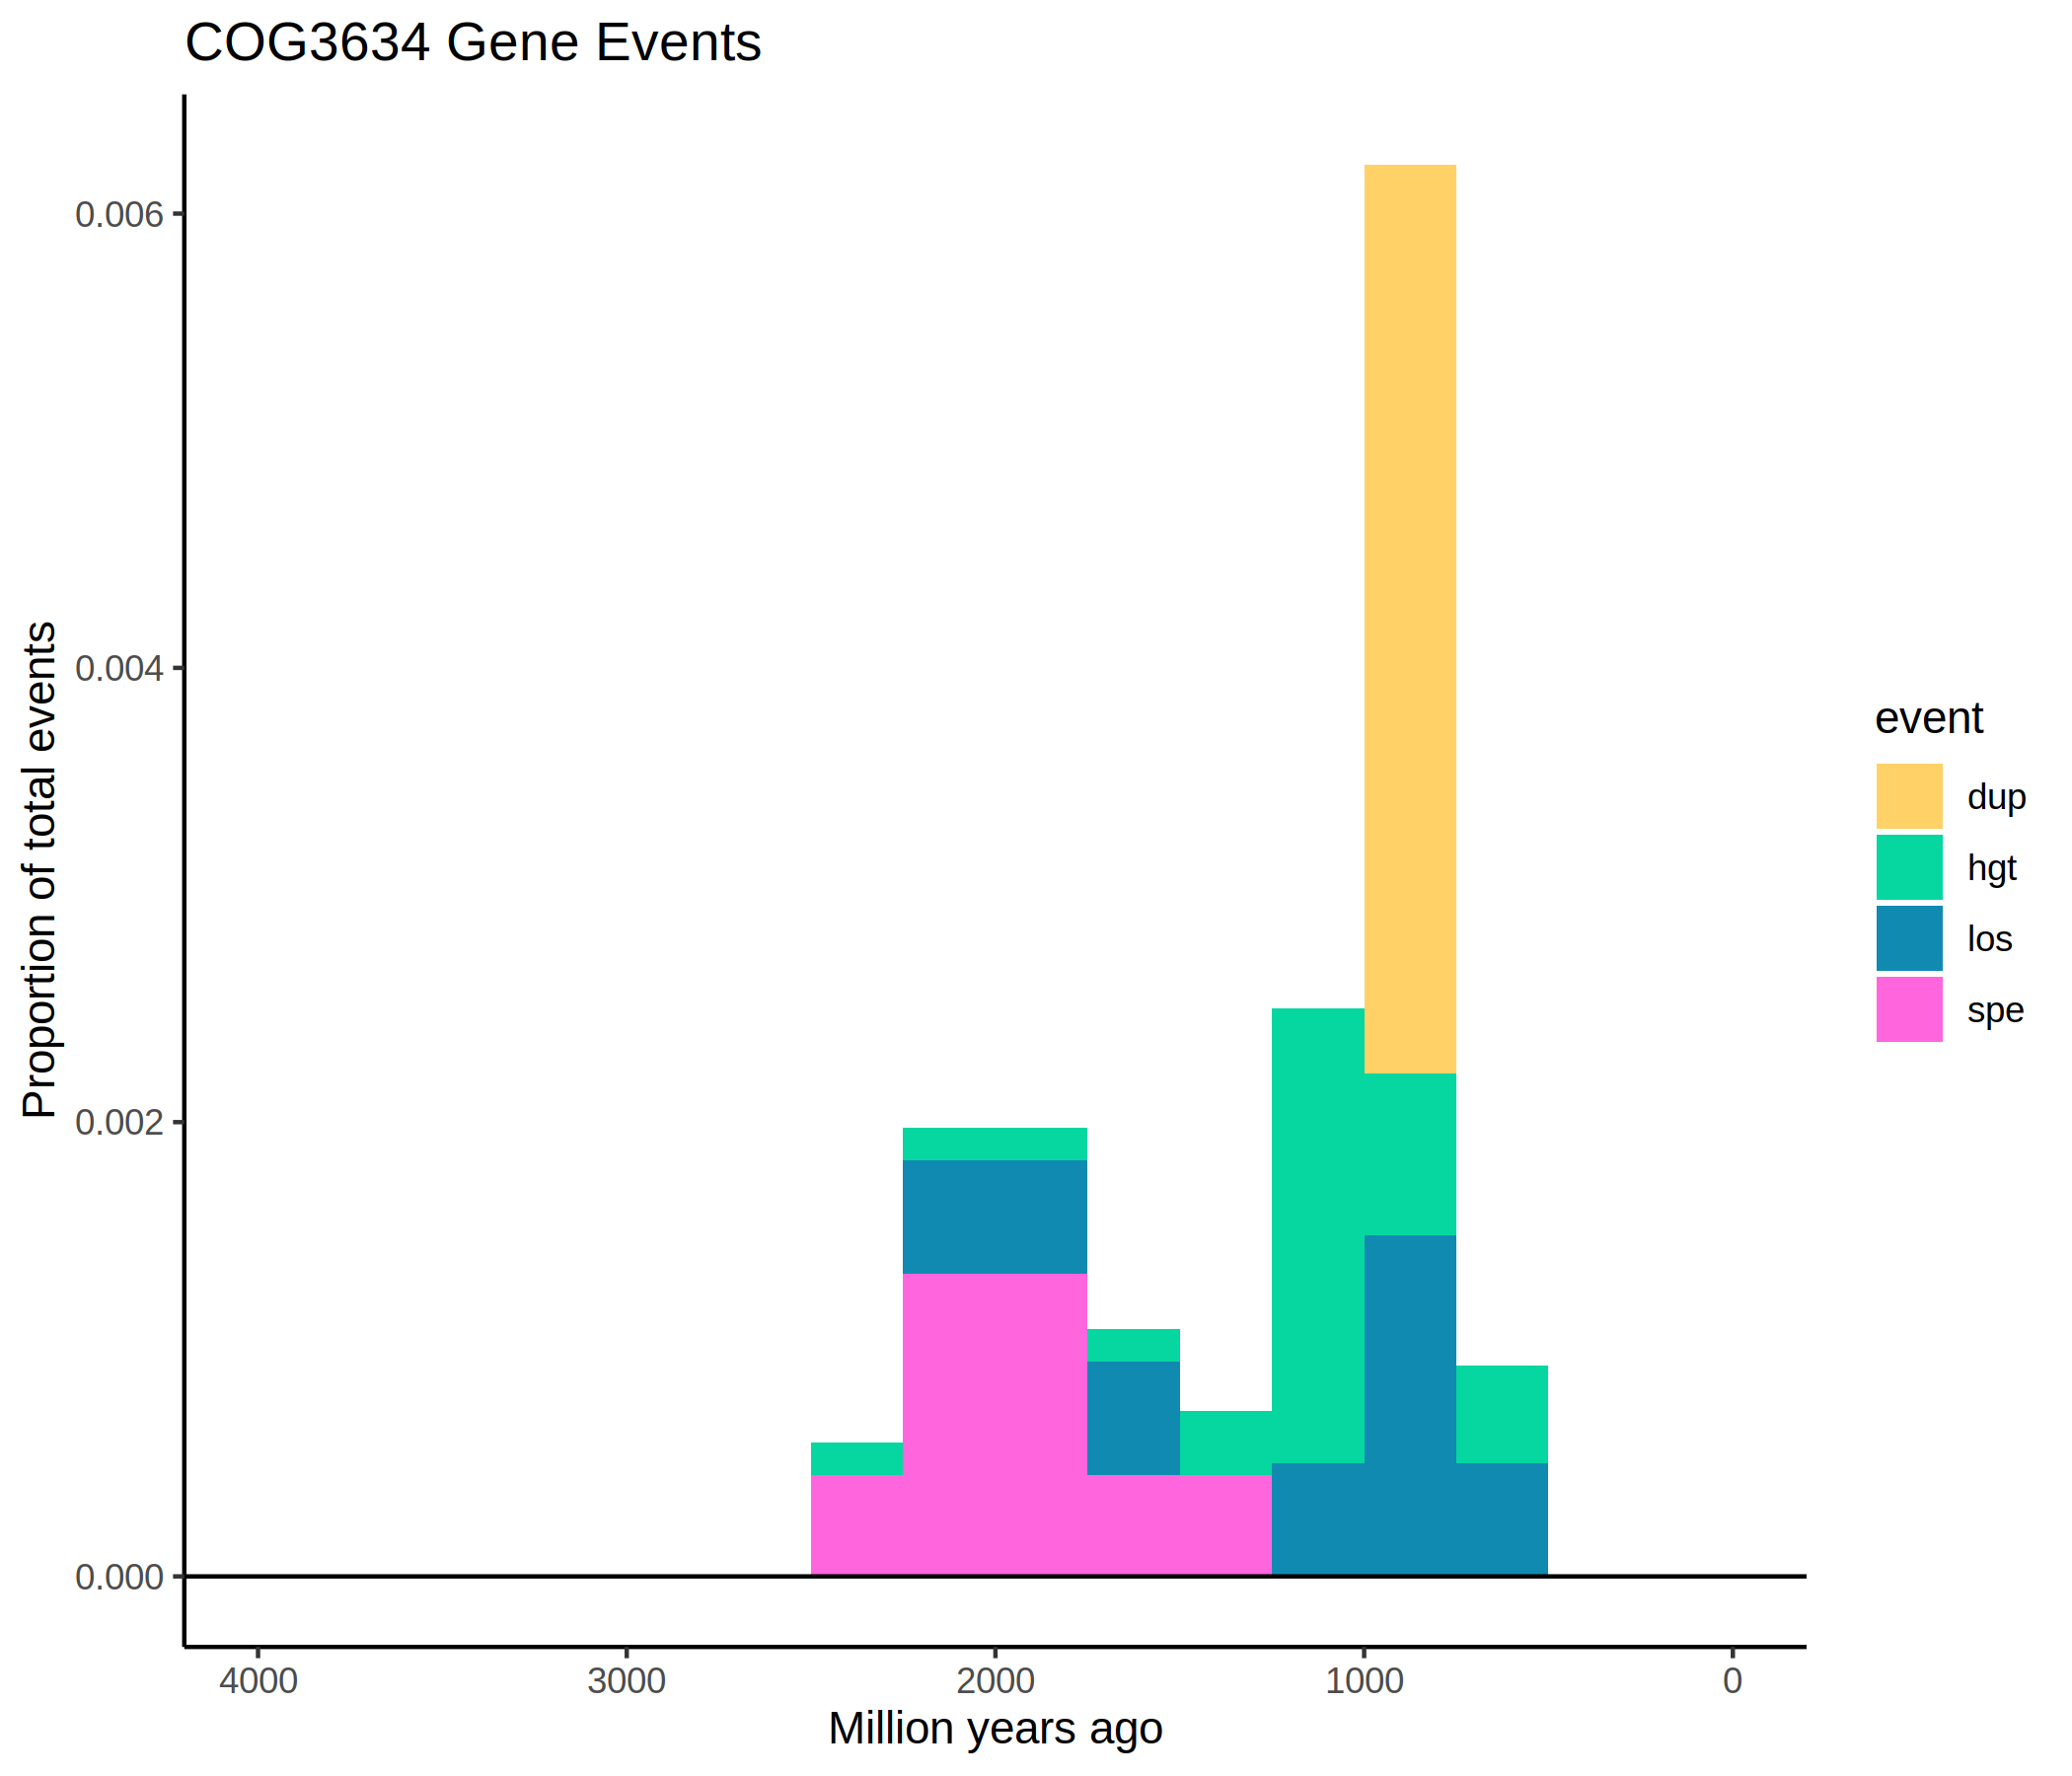 COG3634 Gene Events
Proportion of total events
0.006
0.004
0.002
0.000
4000 3000 2000 1000 0
Million years ago
event
dup
hgt
los
spe